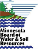 Minnesota
Board of
Water & Soil
Resources